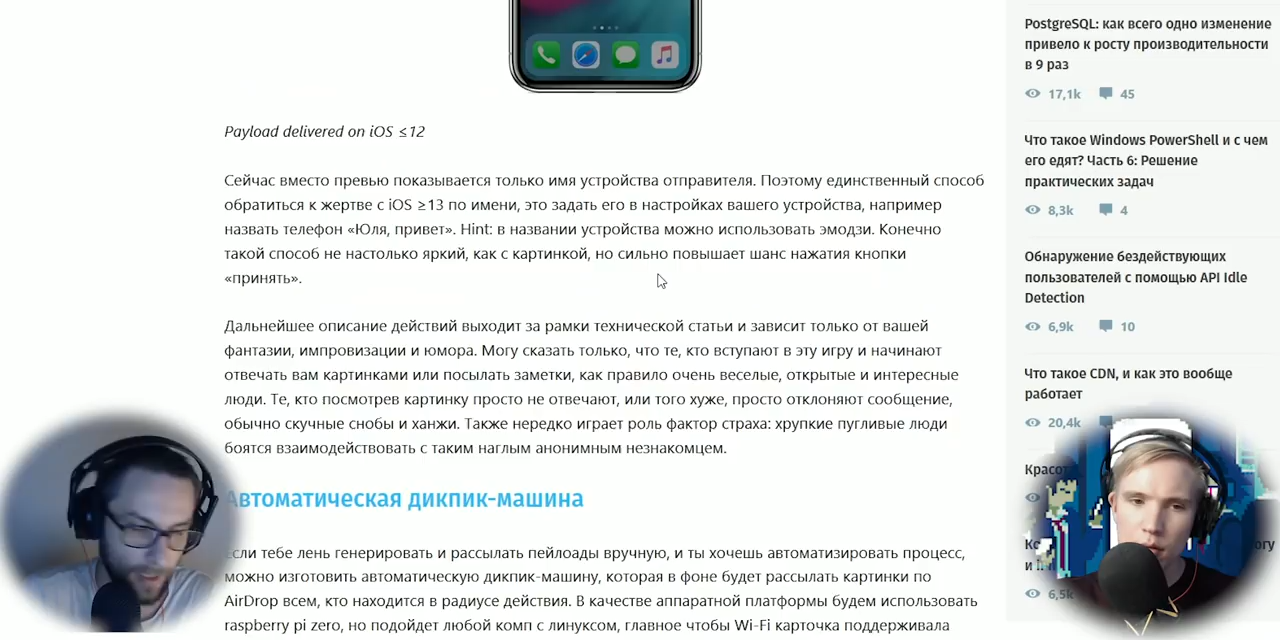 Payload delivered on iOS ≤12
Сейчас вместо превью показывается только имя устройства отправителя. Поэтому единственный способ
обратиться к жертве с iOS ≥13 по имени, это задать его в настройках вашего устройства, например
назвать телефон «Юля, привет». Hint: в названии устройства можно использовать эмодзи. Конечно
такой способ не настолько яркий, как с картинкой, но сильно повышает шанс нажатия кнопки
«принять».
Дальнейшее описание действий выходит за рамки технической статьи и зависит только от вашей
фантазии, импровизации и юмора. Могу сказать только, что те, кто вступают в эту игру и начинают
отвечать вам картинками или посылать заметки, как правило очень веселые, открытые и интересные
люди. Те, кто посмотрев картинку просто не отвечают, или того хуже, просто отклоняют сообщение,
обычно скучные снобы и ханжи. Также нередко играет роль фактор страха: хрупкие пугливые люди
боятся взаимодействовать с таким наглым анонимным незнакомцем.
Автоматическая дикпик-машина
Если тебе лень генерировать и рассылать пейлоады вручную, и ты хочешь автоматизировать процесс,
можно изготовить автоматическую дикпик-машину, которая в фоне будет рассылать картинки по
AirDrop всем, кто находится в радиусе действия. В качестве аппаратной платформы будем использовать
raspberry pi zero, но подойдет любой комп с линуксом, главное чтобы Wi-Fi карточка поддерживала
PostgreSQL: как всего одно изменение
привело к росту производительности
в 9 раз
17,1k 45
Что такое Windows PowerShell и с чем
его едят? Часть 6: Решение
практических задач
8,3k 4
Обнаружение бездействующих
пользователей с помощью API Idle
Detection
6,9k 10
Что такое CDN, и как это вообще
работает
20,4k
6,5k